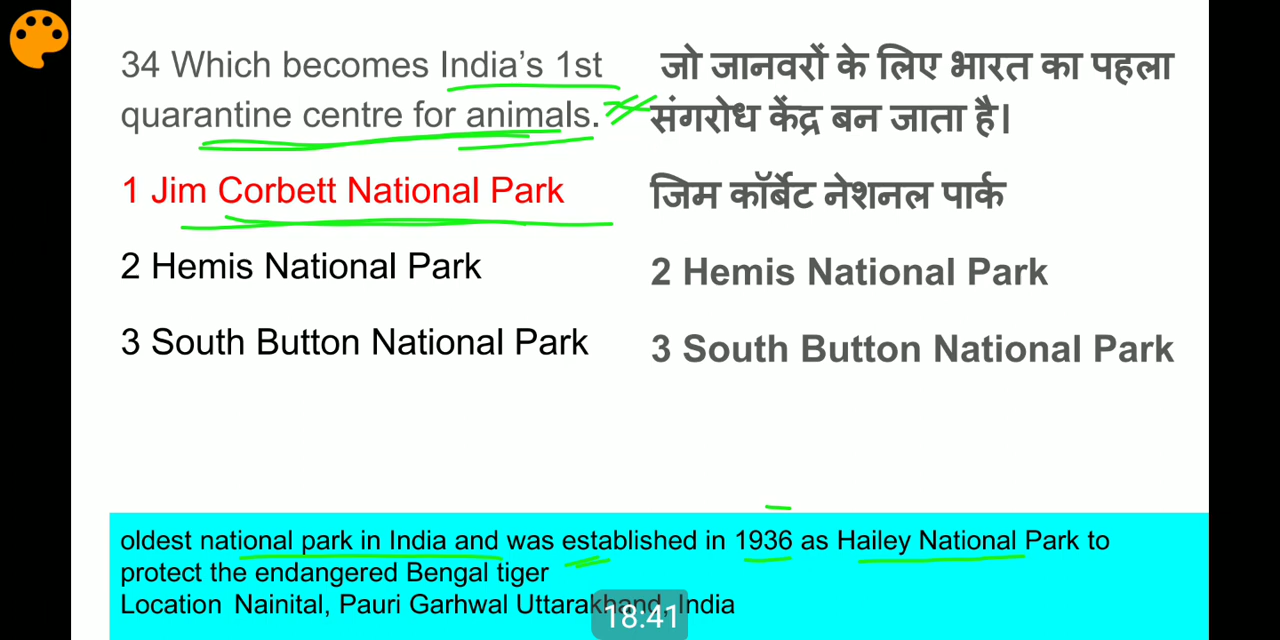 34 Which becomes India's 1st
quarantine centre for animals.
1 Jim Corbett National Park
2 Hemis National Park
3 South Button National Park
जो जानवरों के लिए भारत का पहला
संगरोध केंद्र बन जाता है।
जिम कॉर्बेट नेशनल पार्क
2 Hemis National Park
3 South Button National Park
oldest national park in India and was established in 1936 as Hailey National Park to
protect the endangered Bengal tiger
Location Nainital, Pauri Garhwal Uttarakhand, India
18:41